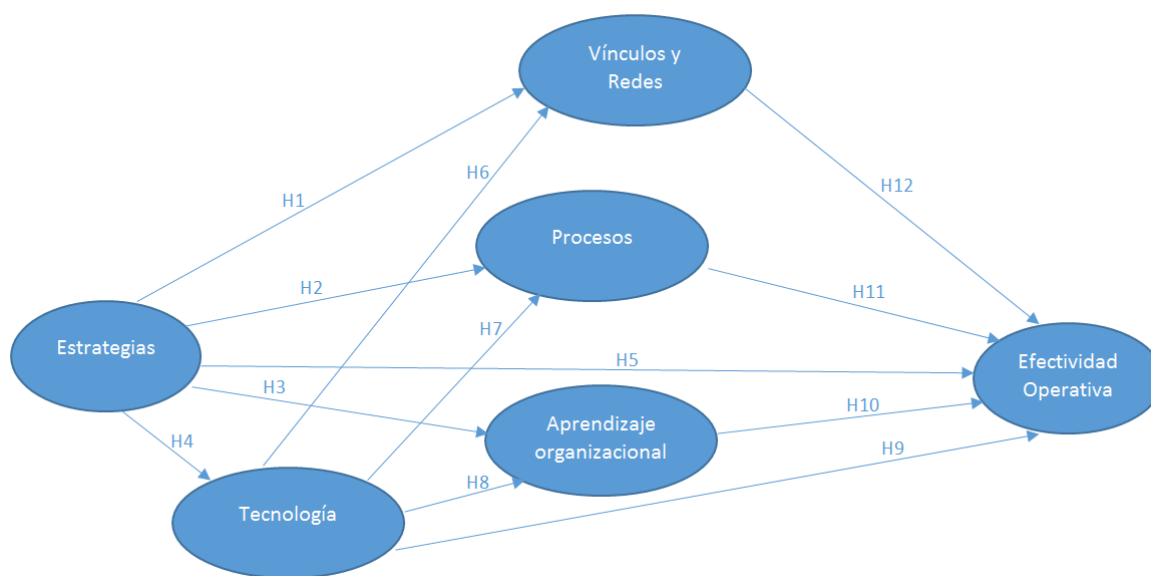 Vínculos y
Redes
H6
H12
H1
Procesos
H2
H11
H7
Estrategias
H5
Efectividad
Operativa
H3
H10
Aprendizaje
organizacional
H4
H9
H8
Tecnología